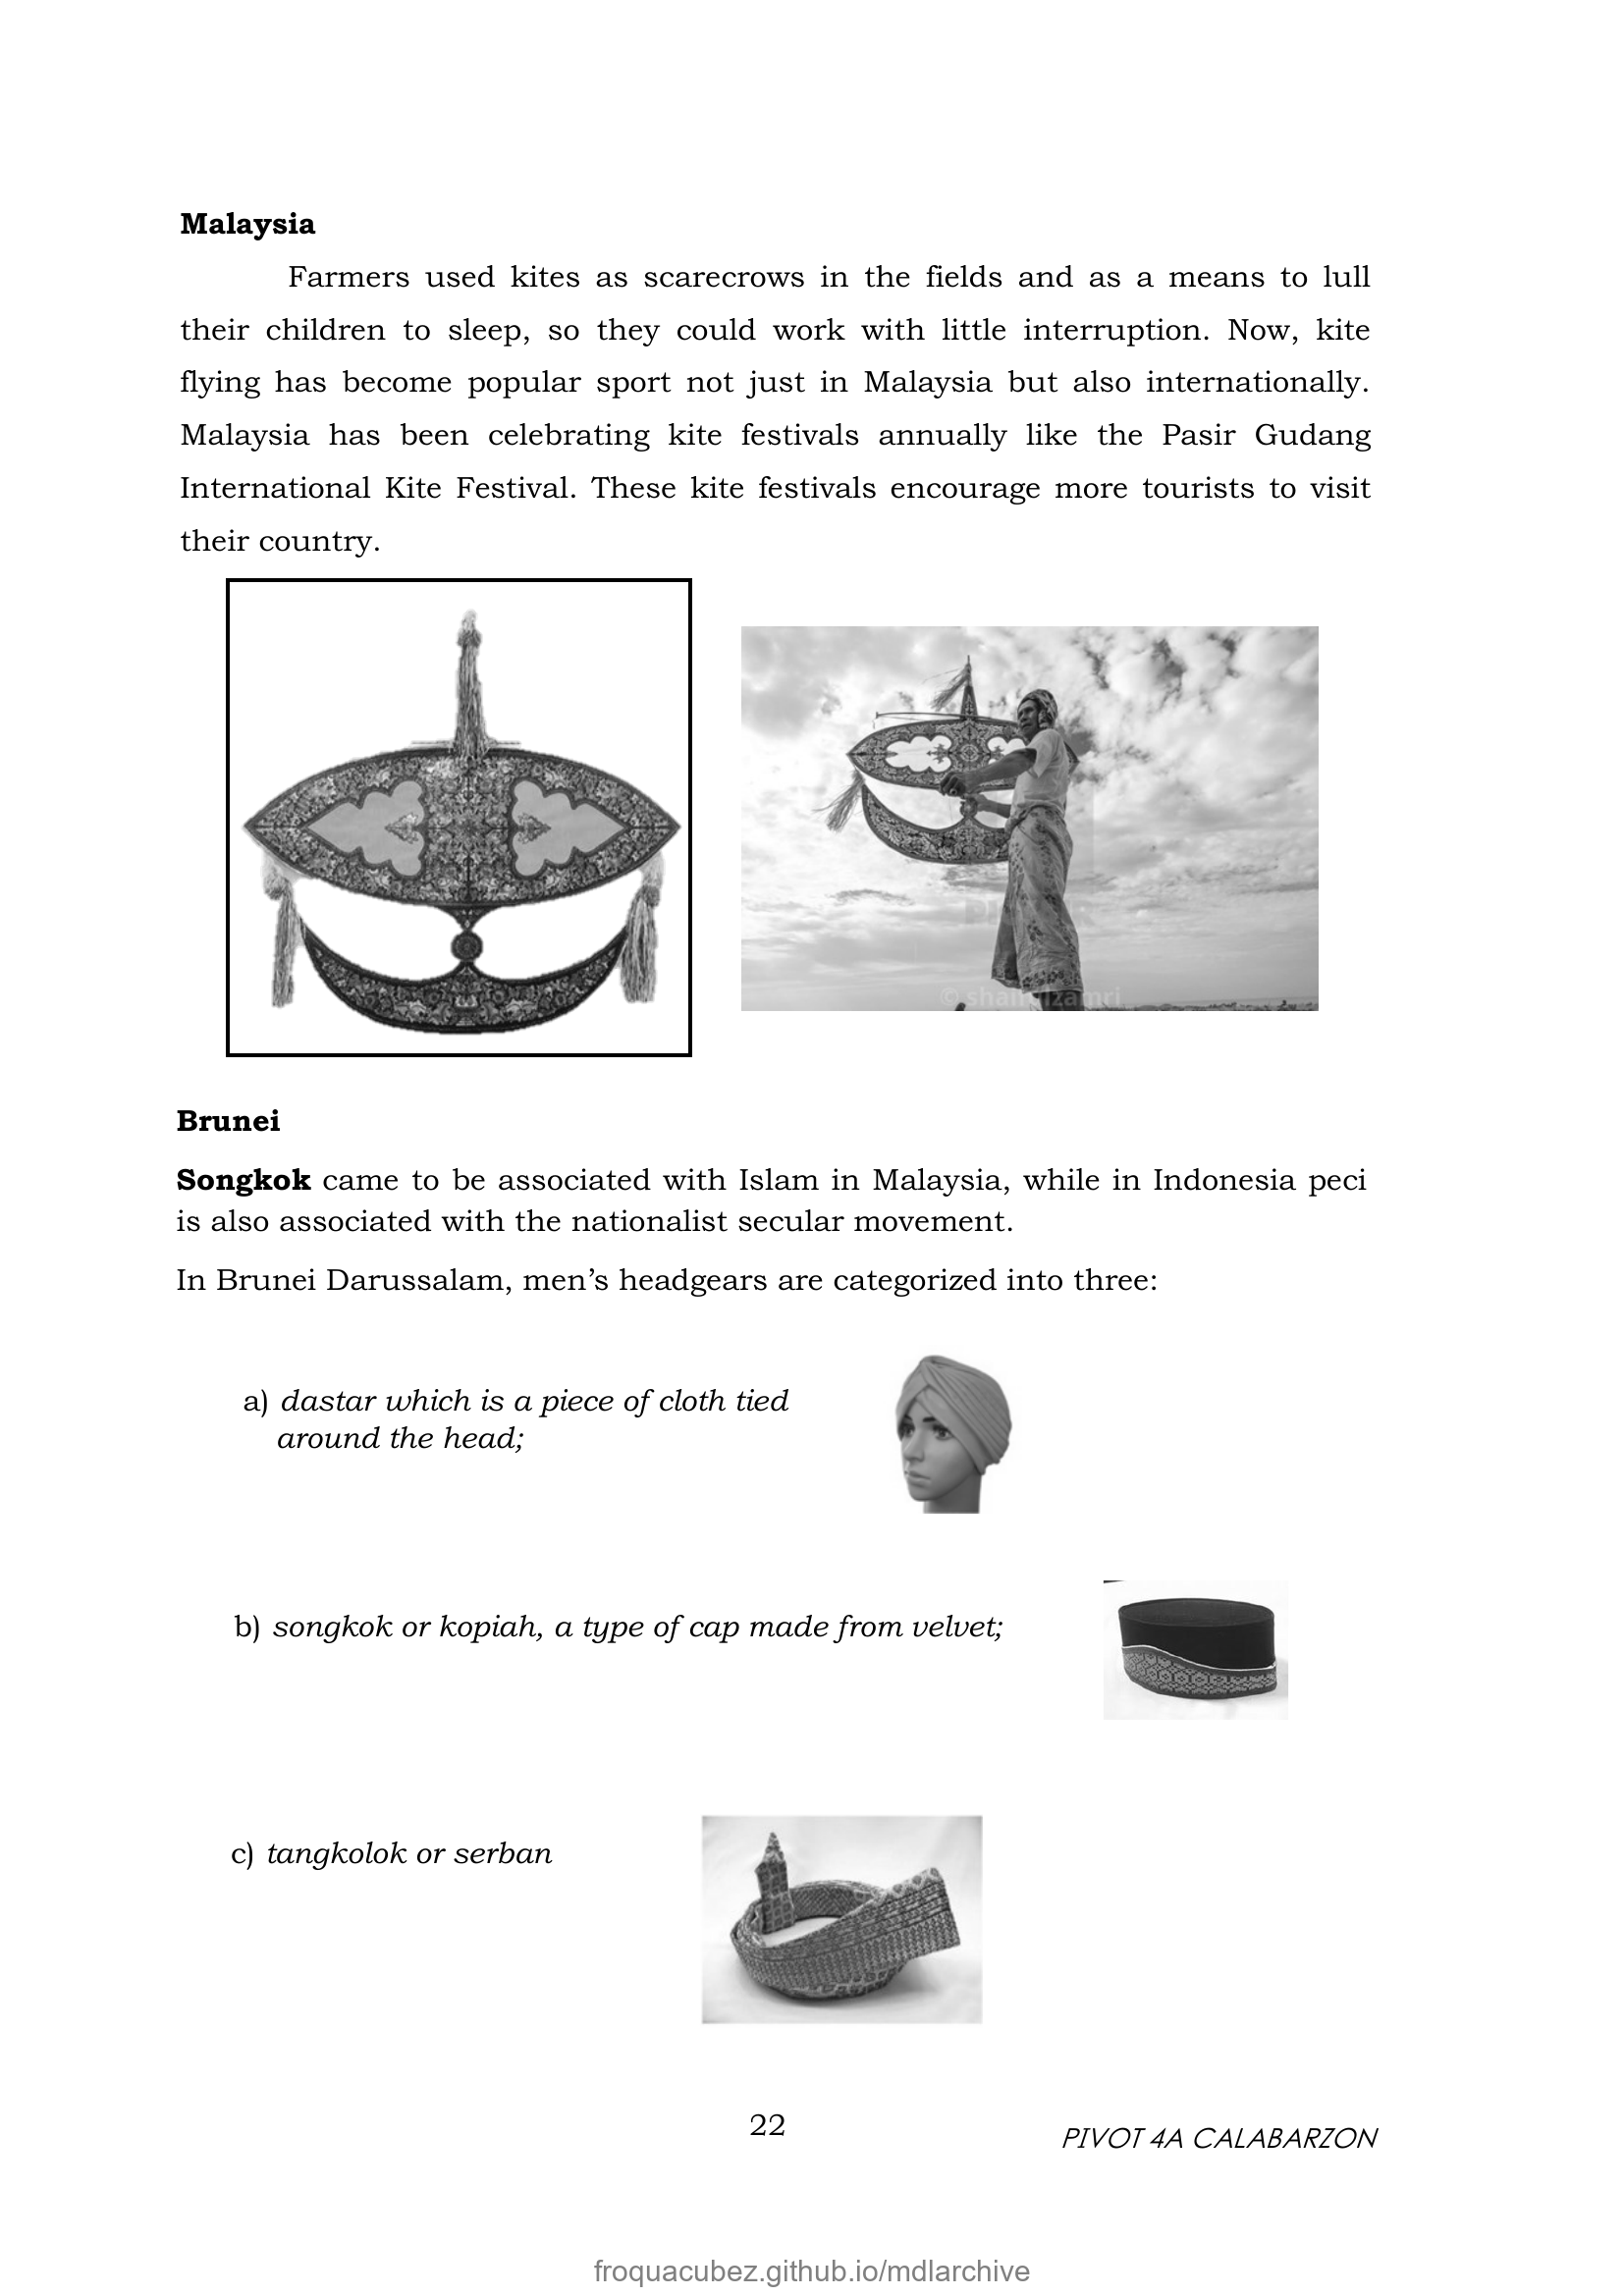 Malaysia
Farmers used kites as scarecrows in the fields and as a means to lull
their children to sleep, so they could work with little interruption. Now, kite
flying has become popular sport not just in Malaysia but also internationally.
Malaysia has been celebrating kite festivals annually like the Pasir Gudang
International Kite Festival. These kite festivals encourage more tourists to visit
their country.
Brunei
Songkok came to be associated with Islam in Malaysia, while in Indonesia peci
is also associated with the nationalist secular movement.
In Brunei Darussalam, men’s headgears are categorized into three:
a) dastar which is a piece of cloth tied
around the head;
b) songkok or kopiah, a type of cap made from velvet;
c) tangkolok or serban
22
PIVOT 4A CALABARZON
froquacubez.github.io/mdlarchive